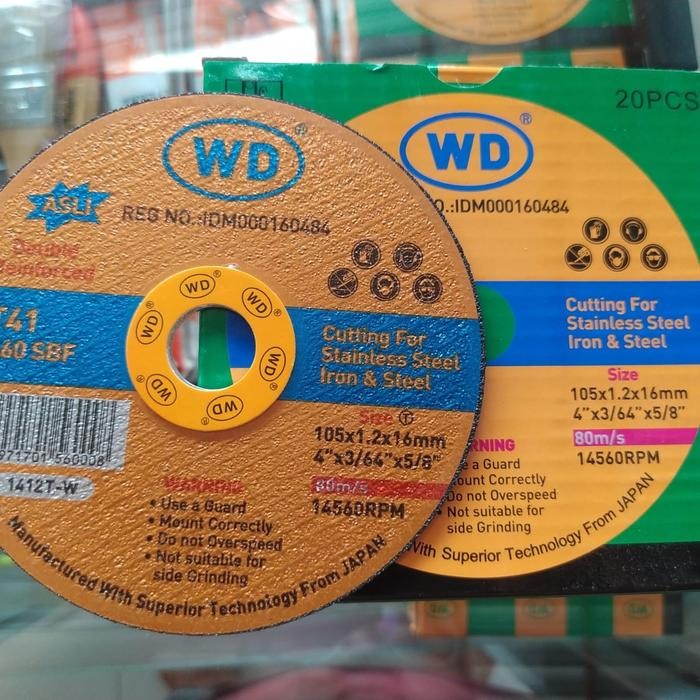 WD®
ASLI
REG NO.:IDM000160484
Double
Reinforced
T41
60 SBF
Cutting For
Stainless Steel
Iron & Steel
Size T
105x1.2x16mm
4"x3/64"x5/8"
80m/s
14560RPM
971701 560008
1412T-W
WARNING
• Use a Guard
• Mount Correctly
• Do not Overspeed
• Not suitable for
side Grinding
Manufactured With Superior Technology From JAPAN
WD®
WD®
WD®
WD®
WD®
WD®
20PCS
WD®
O.:IDM000160484
Cutting For
Stainless Steel
Iron & Steel
Size
105x1.2x16mm
4"x3/64"x5/8"
80m/s
14560RPM
RNING
e a Guard
ount Correctly
Do not Overspeed
Not suitable for
side Grinding
With Superior Technology From JAPAN